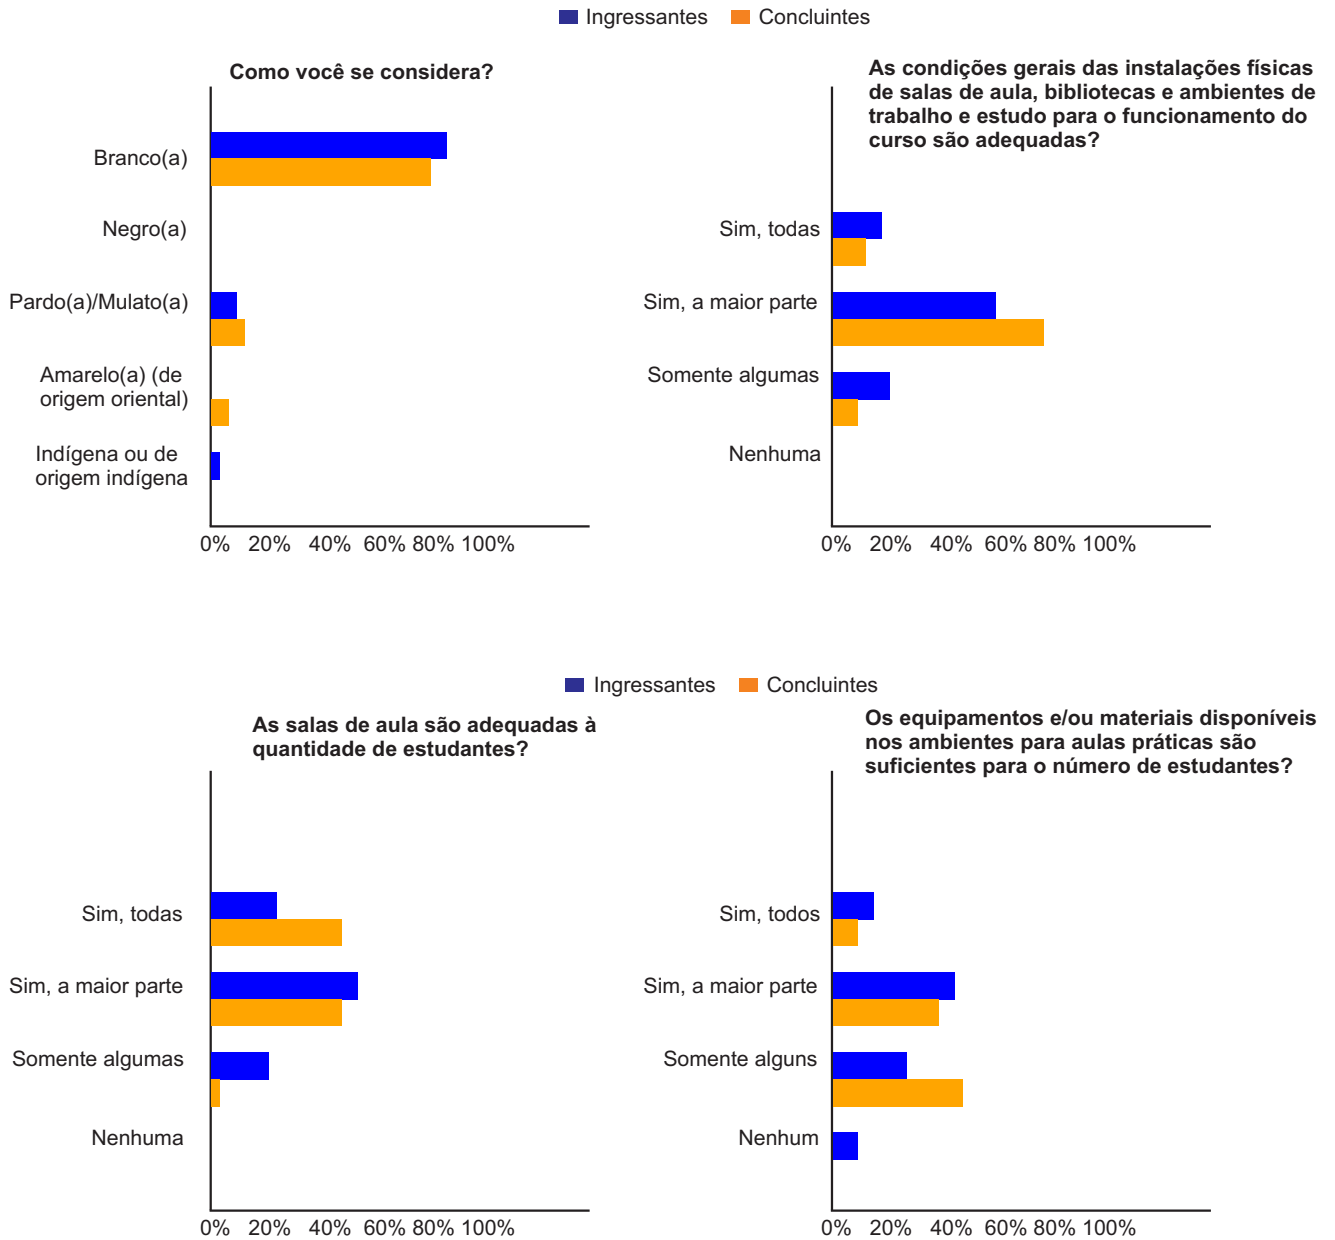 Ingressantes Concluintes
Como você se considera?
Branco(a)
Negro(a)
Pardo(a)/Mulato(a)
Amarelo(a) (de
origem oriental)
Indígena ou de
origem indígena
0% 20% 40% 60% 80% 100%
As condições gerais das instalações físicas
de salas de aula, bibliotecas e ambientes de
trabalho e estudo para o funcionamento do
curso são adequadas?
Sim, todas
Sim, a maior parte
Somente algumas
Nenhuma
0% 20% 40% 60% 80% 100%
Ingressantes Concluintes
As salas de aula são adequadas à
quantidade de estudantes?
Sim, todas
Sim, a maior parte
Somente algumas
Nenhuma
0% 20% 40% 60% 80% 100%
Os equipamentos e/ou materiais disponíveis
nos ambientes para aulas práticas são
suficientes para o número de estudantes?
Sim, todos
Sim, a maior parte
Somente alguns
Nenhum
0% 20% 40% 60% 80% 100%